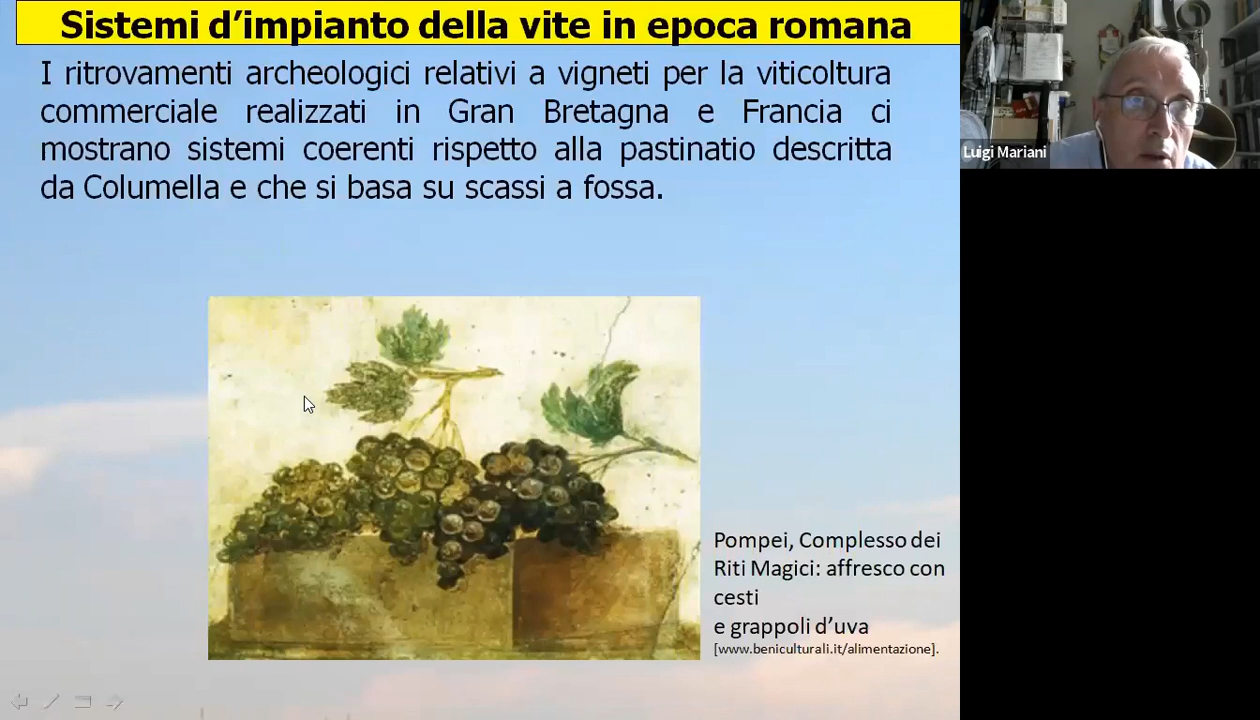 Sistemi d'impianto della vite in epoca romana
I ritrovamenti archeologici relativi a vigneti per la viticoltura
commerciale realizzati in Gran Bretagna e Francia ci
mostrano sistemi coerenti rispetto alla pastinatio descritta
da Columella e che si basa su scassi a fossa.
Luigi Mariani
Pompei, Complesso dei
Riti Magici: affresco con
cesti
e grappoli d'uva
[www.beniculturali.it/alimentazione].